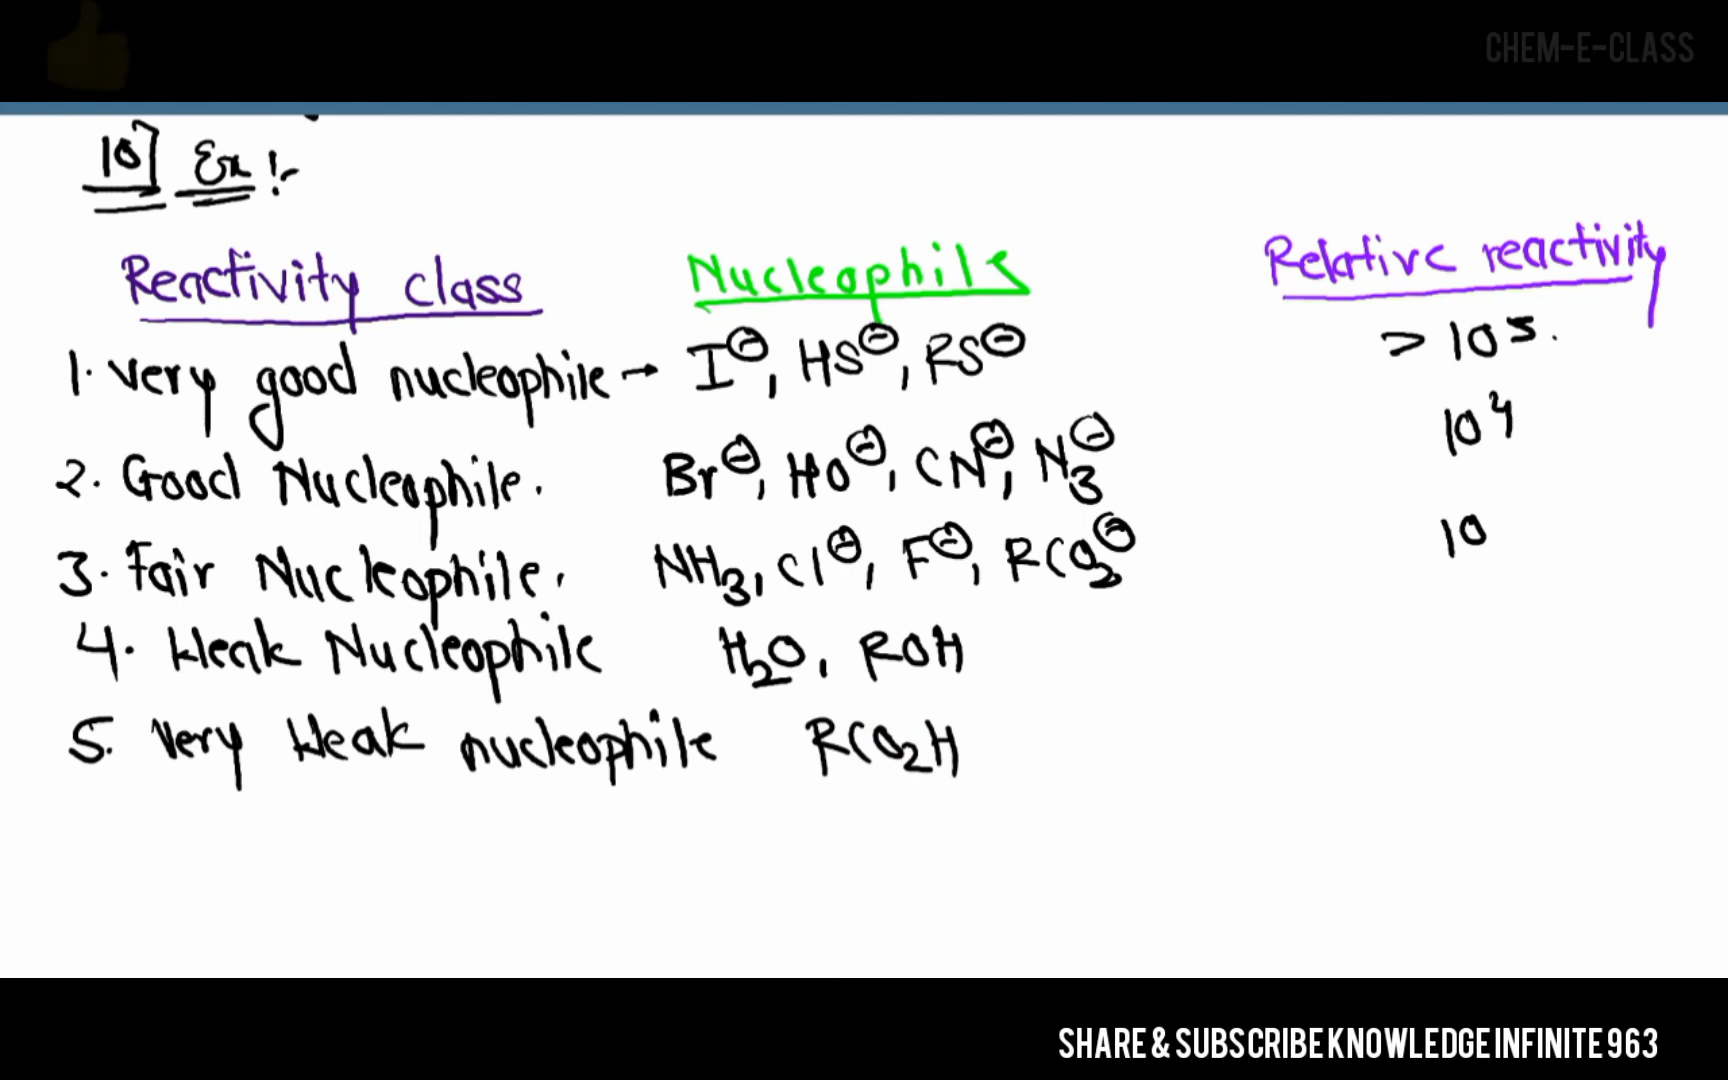 CHEM-E-CLASS
10] Ex:-
Reactivity class Nucleophile Relative reactivity
1. Very good nucleophile → I⊖, HS⊖, RS⊖ > 10⁵.
2. Good Nucleophile. Br⊖, HO⊖, CN⊖, N₃⊖ 10⁴
3. Fair Nucleophile. NH₃, Cl⊖, F⊖, RCO₂⊖ 10
4. Weak Nucleophile H₂O, ROH
5. Very Weak nucleophile RCO₂H
SHARE & SUBSCRIBE KNOWLEDGE INFINITE 963